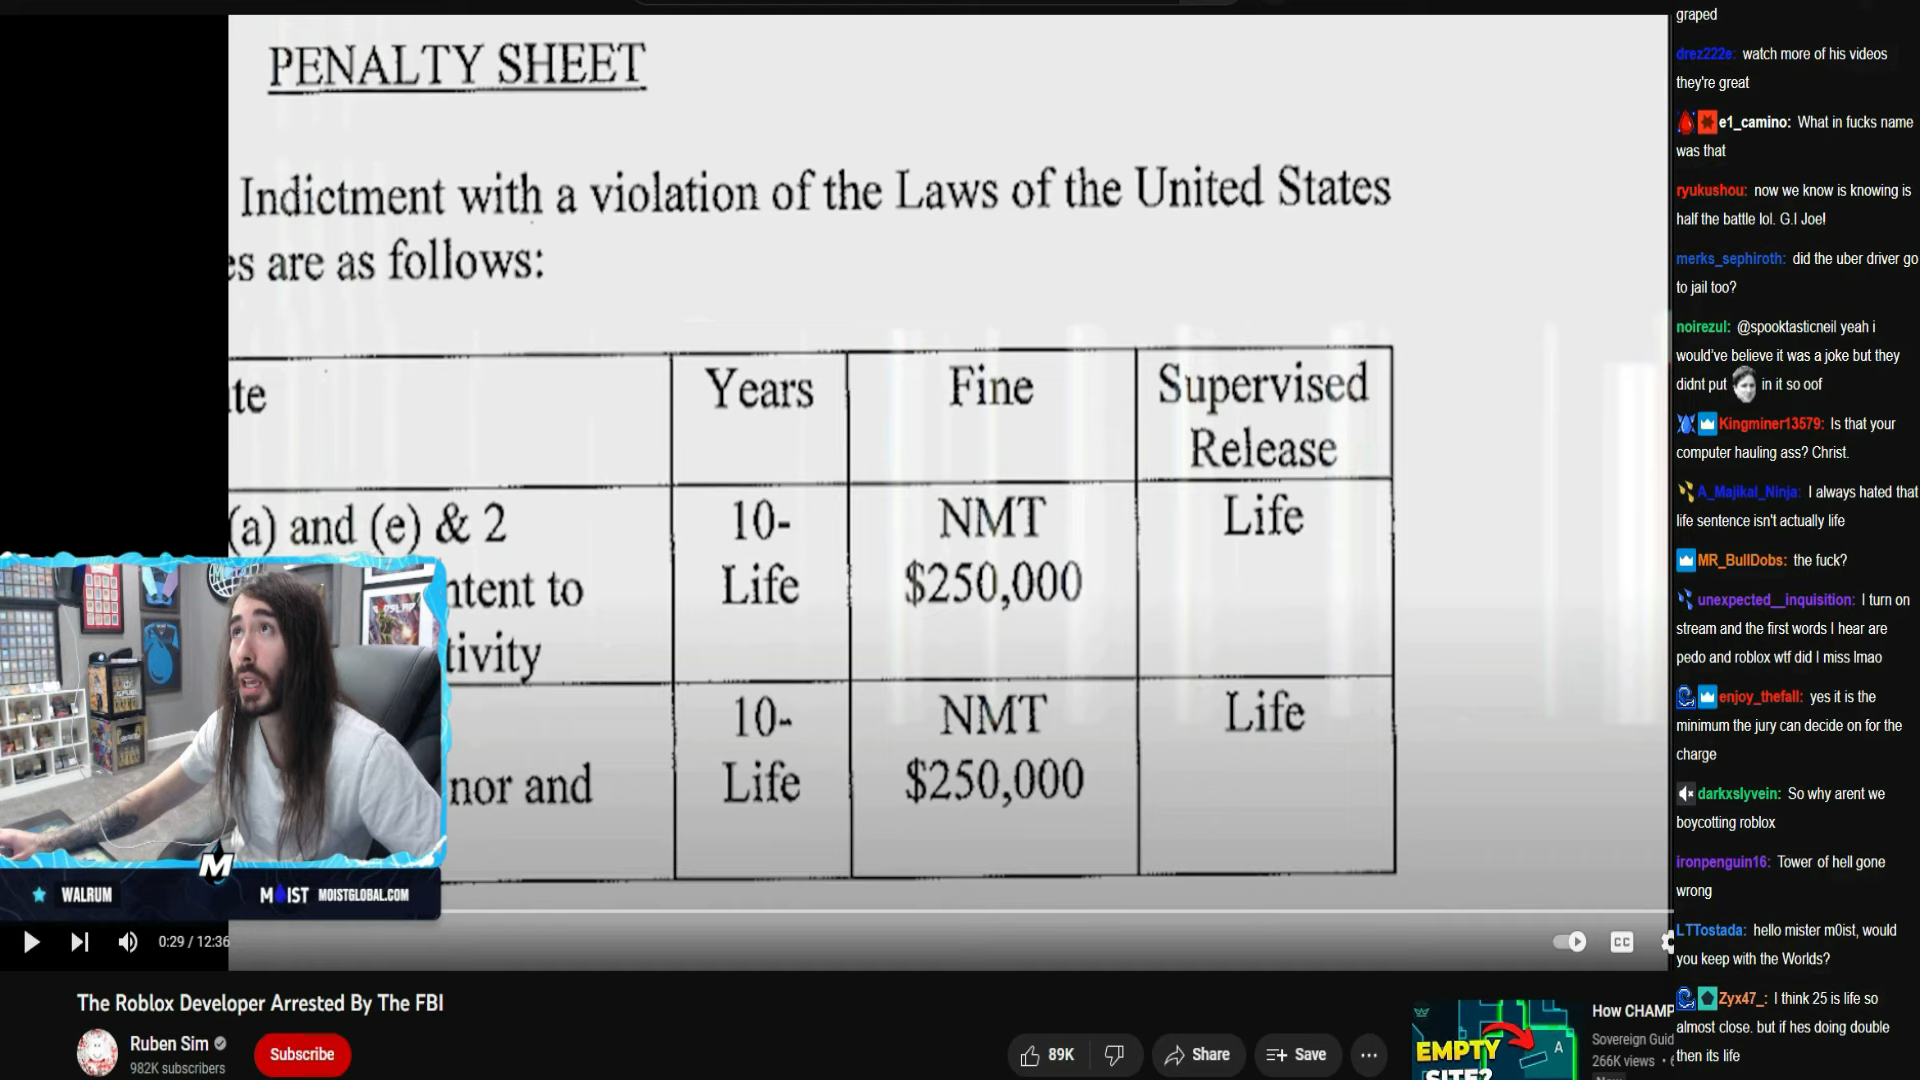 PENALTY SHEET
Indictment with a violation of the Laws of the United States
es are as follows:
te
Years
Fine
Supervised
Release
(a) and (e) & 2
ntent to
tivity
10-
Life
NMT
$250,000
Life
nor and
10-
Life
NMT
$250,000
Life
WALRUM
M
MOIST MOISTGLOBAL.COM
0:29 / 12:36
CC
The Roblox Developer Arrested By The FBI
Ruben Sim
982K subscribers
Subscribe
89K
Share
Save
EMPTY
SITE?
A
How CHAMP
Sovereign Guid
266K views •
graped
drez222e: watch more of his videos
they're great
e1_camino: What in fucks name
was that
ryukushou: now we know is knowing is
half the battle lol. G.I Joe!
merks_sephiroth: did the uber driver go
to jail too?
noirezul: @spooktasticneil yeah i
would've believe it was a joke but they
didnt put in it so oof
Kingminer13579: Is that your
computer hauling ass? Christ.
A_Majikal_Ninja: I always hated that
life sentence isn't actually life
MR_BullDobs: the fuck?
unexpected__inquisition: I turn on
stream and the first words I hear are
pedo and roblox wtf did I miss lmao
enjoy_thefall: yes it is the
minimum the jury can decide on for the
charge
darkxslyvein: So why arent we
boycotting roblox
ironpenguin16: Tower of hell gone
wrong
LTTostada: hello mister m0ist, would
you keep with the Worlds?
Zyx47_: I think 25 is life so
almost close. but if hes doing double
then its life